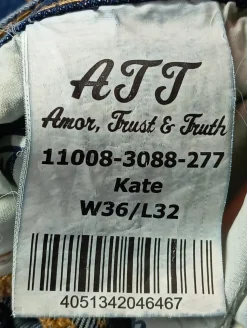 ATT
Amor, Trust & Truth
11008-3088-277
Kate
W36/L32
4051342046467